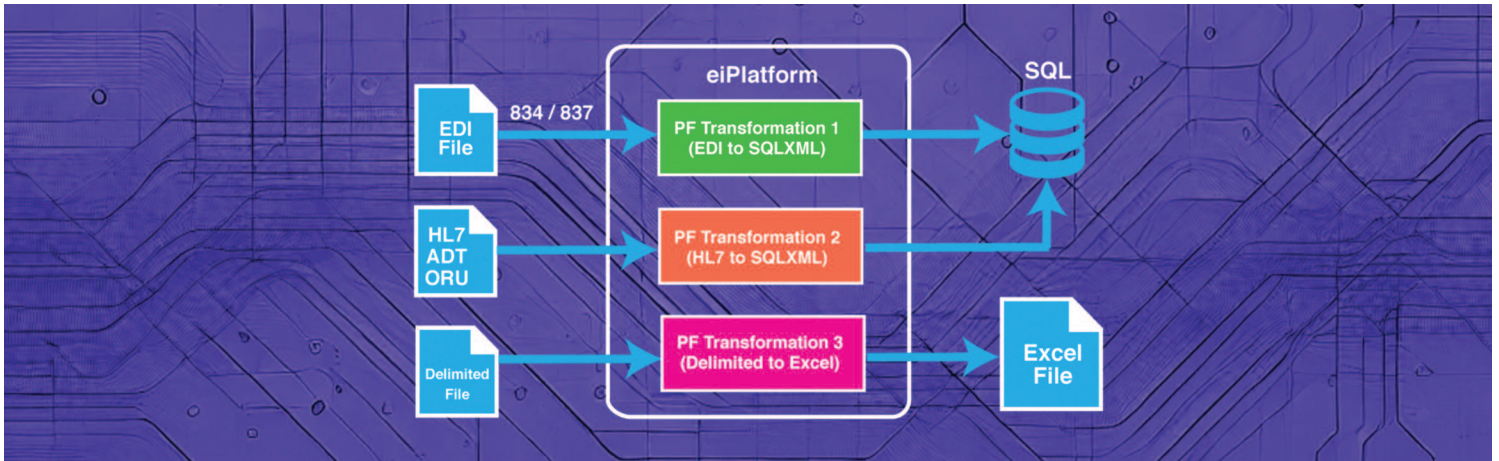 eiPlatform
SQL
EDI
File
834 / 837
PF Transformation 1
(EDI to SQLXML)
HL7
ADT
ORU
PF Transformation 2
(HL7 to SQLXML)
Delimited
File
PF Transformation 3
(Delimited to Excel)
Excel
File